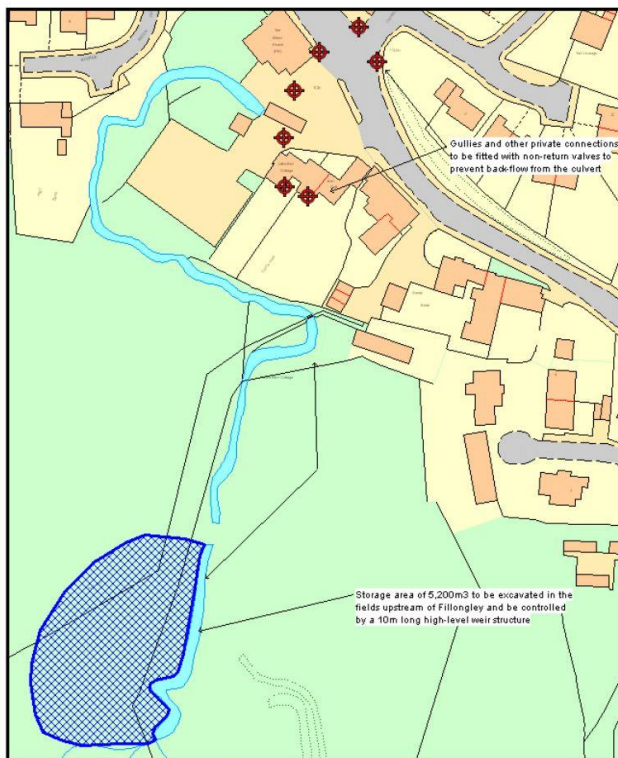 Gullies and other private connections
to be fitted with non-return valves to
prevent back-flow from the culvert
Storage area of 5,200m3 to be excavated in the
fields upstream of Fillongley and be controlled
by a 10m long high-level weir structure